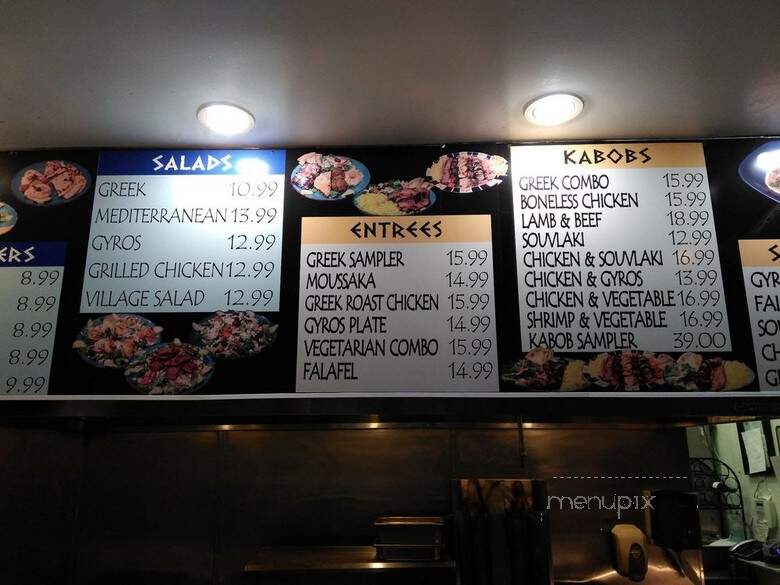 ERS
8.99
8.99
8.99
8.99
9.99
SALADS
GREEK 10.99
MEDITERRANEAN 13.99
GYROS 12.99
GRILLED CHICKEN 12.99
VILLAGE SALAD 12.99
ENTREES
GREEK SAMPLER 15.99
MOUSSAKA 14.99
GREEK ROAST CHICKEN 15.99
GYROS PLATE 14.99
VEGETARIAN COMBO 15.99
FALAFEL 14.99
KABOBS
GREEK COMBO 15.99
BONELESS CHICKEN 15.99
LAMB & BEEF 18.99
SOUVLAKI 12.99
CHICKEN & SOUVLAKI 16.99
CHICKEN & GYROS 13.99
CHICKEN & VEGETABLE 16.99
SHRIMP & VEGETABLE 16.99
KABOB SAMPLER 39.00
S
GYR
FA
SO
CH
G
menupix